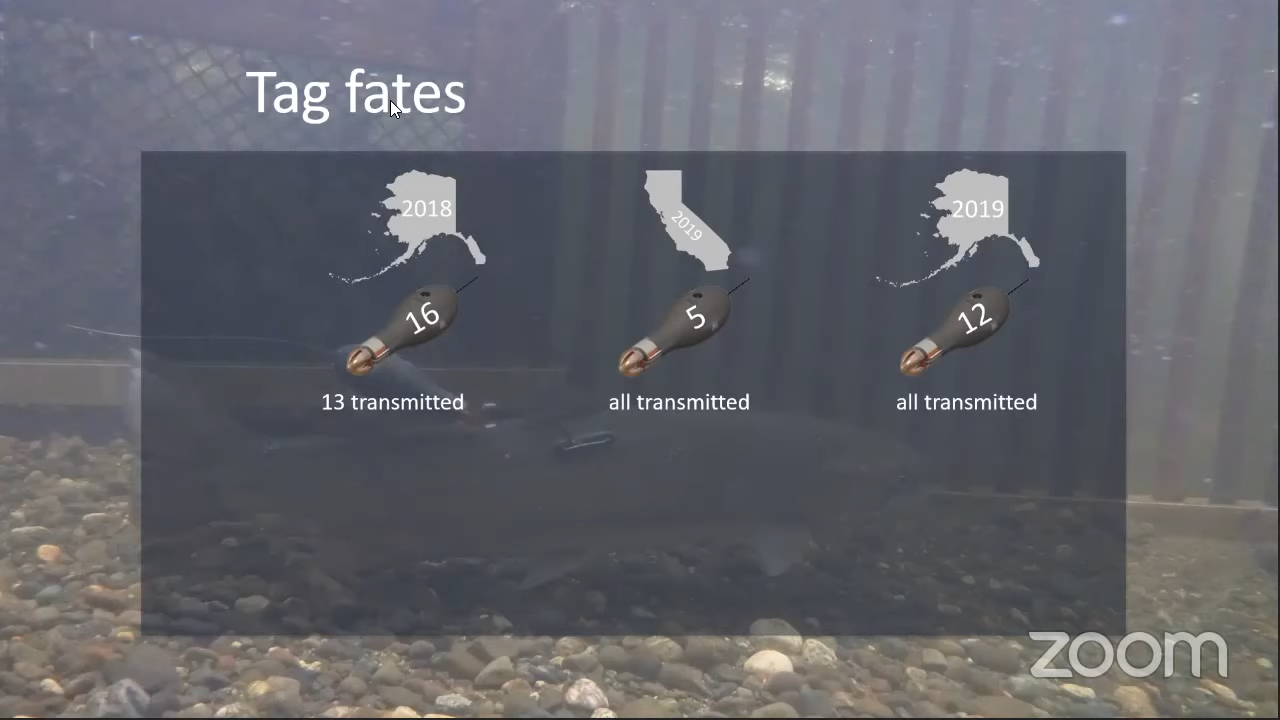 Tag fates
2018
2019
2019
16
5
12
13 transmitted
all transmitted
all transmitted
zoom